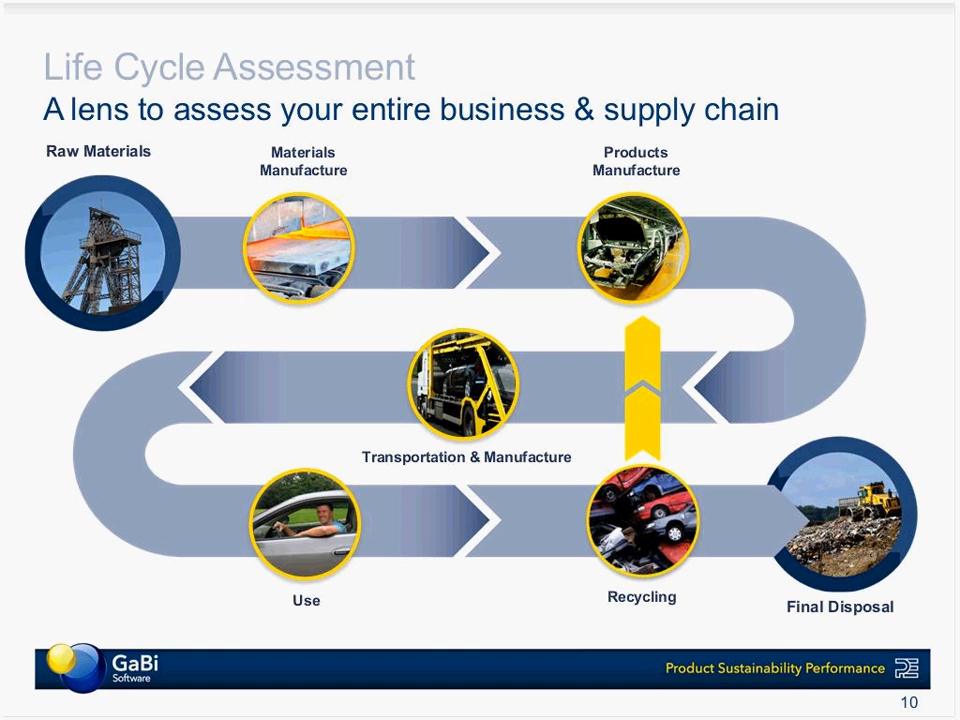 Life Cycle Assessment
A lens to assess your entire business & supply chain
Raw Materials
Materials
Manufacture
Products
Manufacture
Transportation & Manufacture
Use
Recycling
Final Disposal
GaBi
Software
Product Sustainability Performance
PE
10